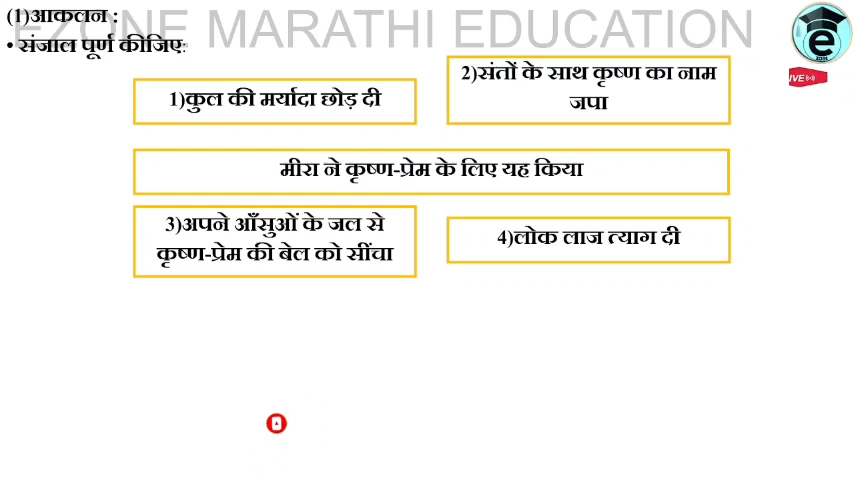 EZONE MARATHI EDUCATION
(1)आकलन :
• संजाल पूर्ण कीजिए:
1)कुल की मर्यादा छोड़ दी
2)संतों के साथ कृष्ण का नाम
जपा
मीरा ने कृष्ण-प्रेम के लिए यह किया
3)अपने आँसुओं के जल से
कृष्ण-प्रेम की बेल को सींचा
4)लोक लाज त्याग दी